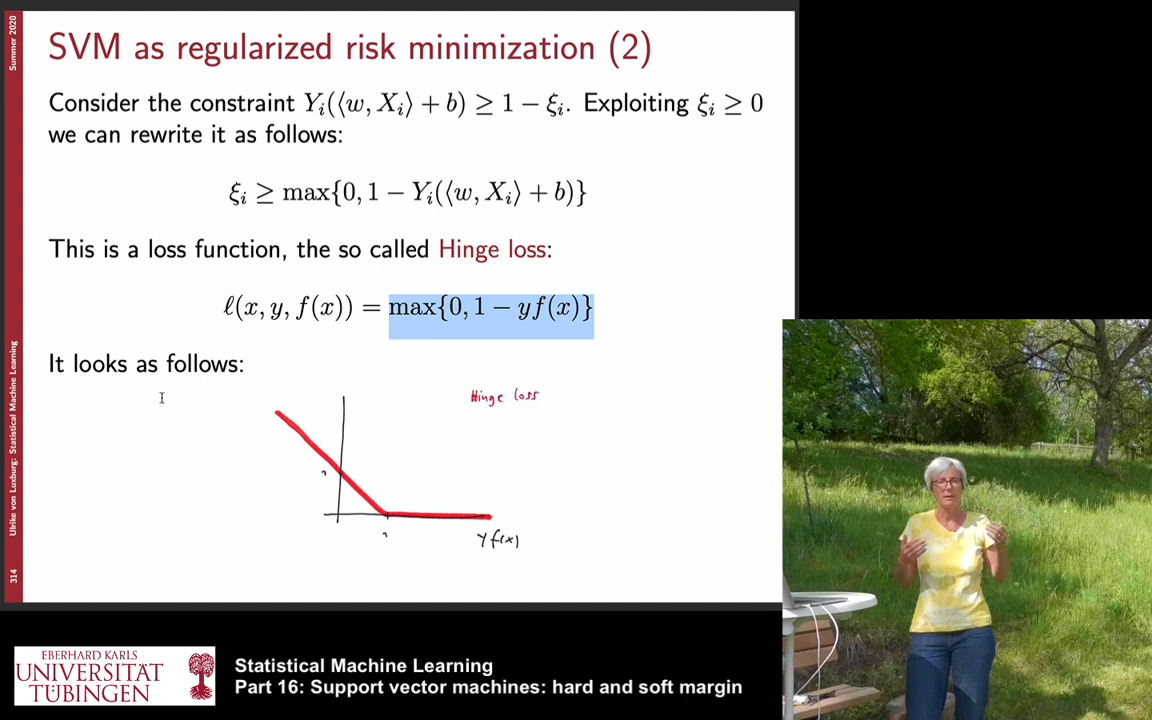 Summer 2020
SVM as regularized risk minimization (2)
Consider the constraint Yᵢ(⟨w, Xᵢ⟩ + b) ≥ 1 − ξᵢ. Exploiting ξᵢ ≥ 0
we can rewrite it as follows:
ξᵢ ≥ max{0, 1 − Yᵢ(⟨w, Xᵢ⟩ + b)}
This is a loss function, the so called Hinge loss:
ℓ(x, y, f(x)) = max{0, 1 − yf(x)}
It looks as follows:
Hinge loss
y f(x)
Ulrike von Luxburg: Statistical Machine Learning
314
EBERHARD KARLS
UNIVERSITÄT
TÜBINGEN
Statistical Machine Learning
Part 16: Support vector machines: hard and soft margin